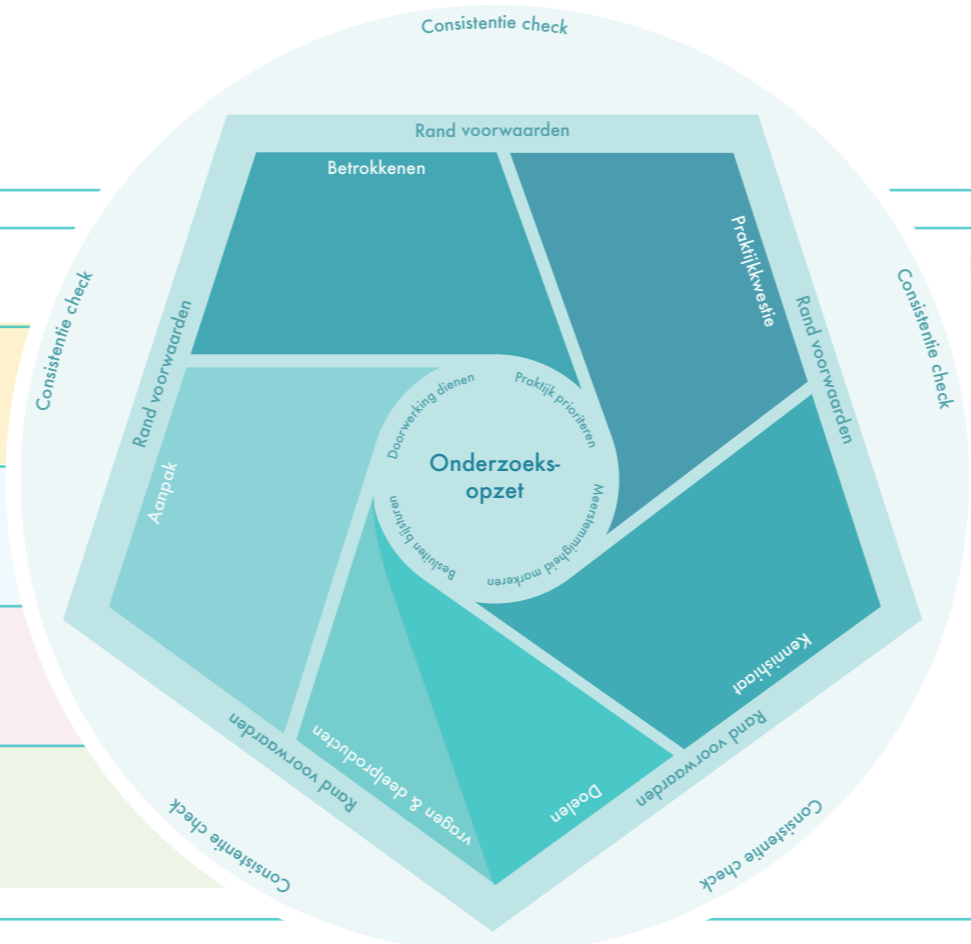 Consistentie check
Rand voorwaarden
Betrokkenen
Praktijkkwestie
Rand voorwaarden
Consistentie check
Consistentie check
Rand voorwaarden
Aanpak
Doorwerking dienen
Praktijk prioriteren
Onderzoeks-
opzet
Meerstemmigheid markeren
Besluiten bijsturen
Kennishiaat
Rand voorwaarden
Consistentie check
Doelen
vragen & deelproducten
Rand voorwaarden
Consistentie check